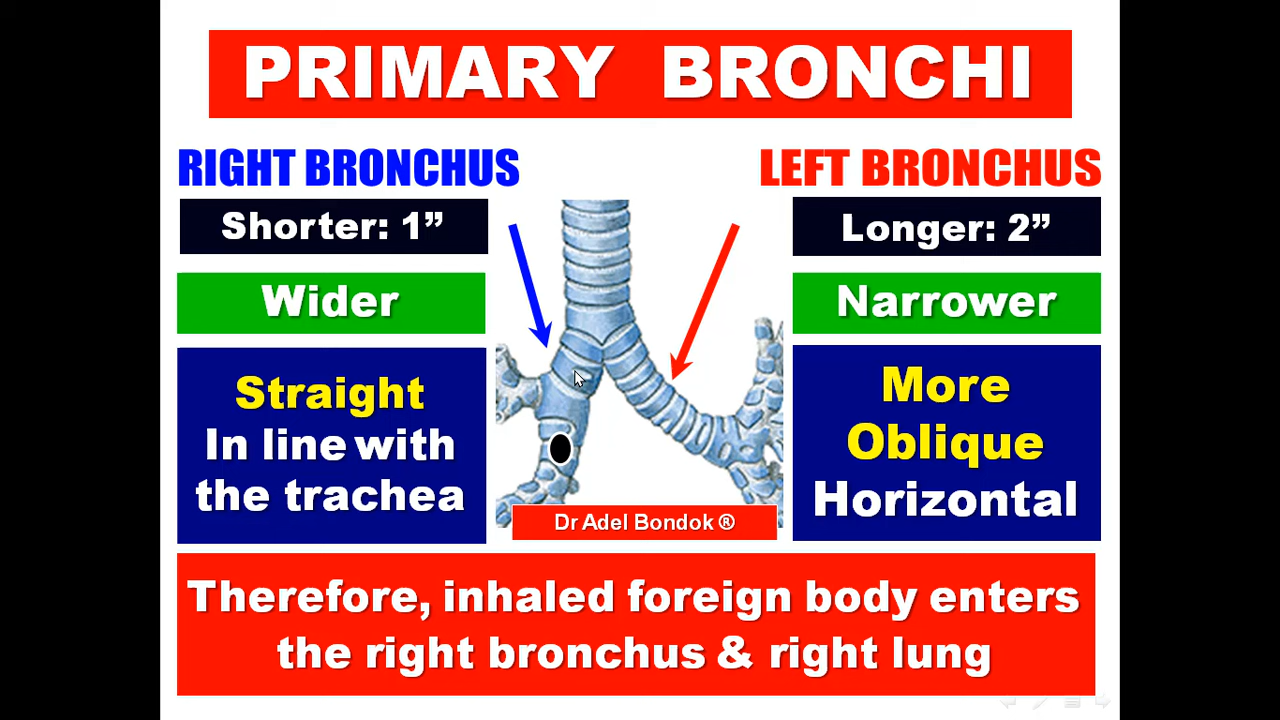 PRIMARY BRONCHI
RIGHT BRONCHUS
LEFT BRONCHUS
Shorter: 1”
Longer: 2”
Wider
Narrower
Straight
In line with
the trachea
More
Oblique
Horizontal
Dr Adel Bondok ®
Therefore, inhaled foreign body enters
the right bronchus & right lung